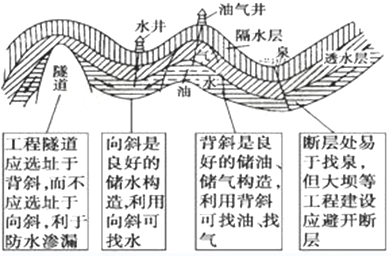 油气井
水井
隔水层
泉
气
透水层
隧道
水
油
工程隧道
应选址于
背斜,而不
应选址于
向斜,利于
防水渗漏
向斜是
良好的
储水构
造,利用
向斜可
找水
背斜是良
好的储油、
储气构造,
利用背斜
可找油、找
气
断层处易
于找泉,
但大坝等
工程建设
应避开断
层